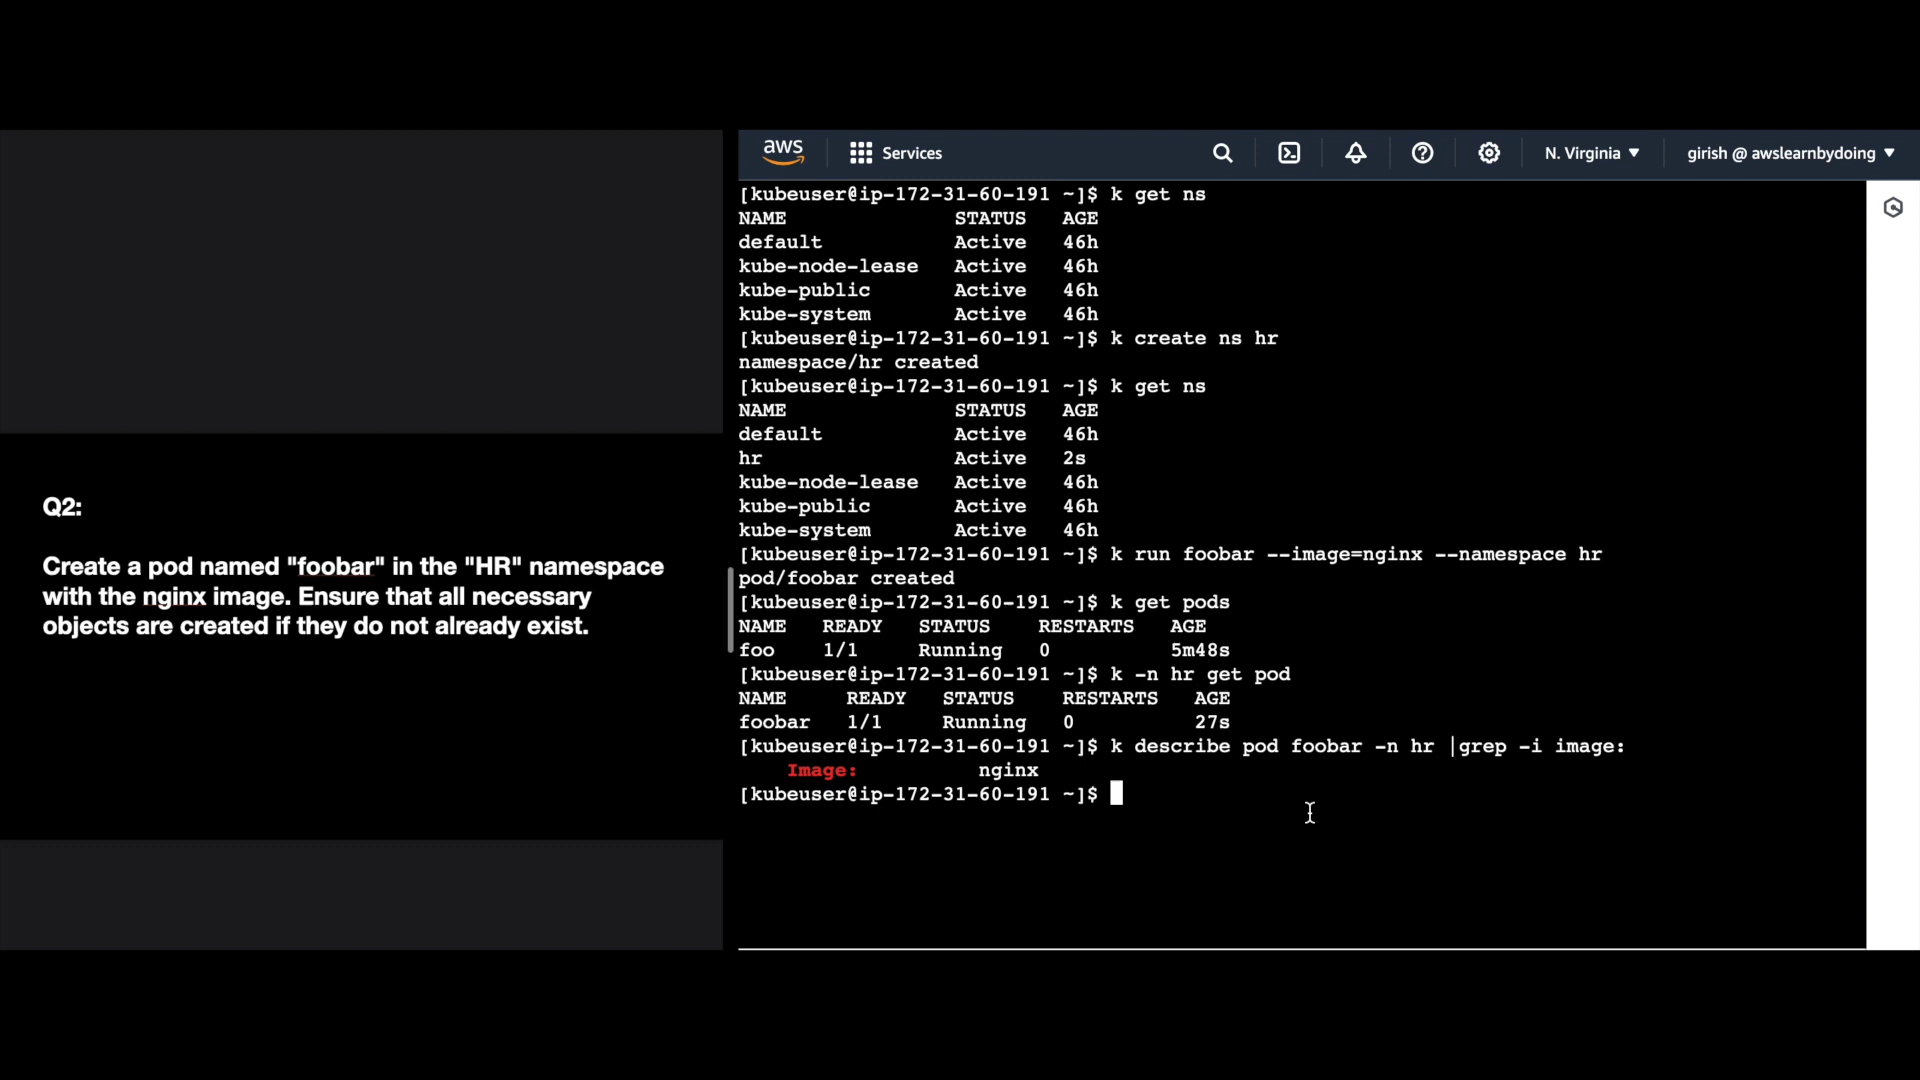 Q2:
Create a pod named "foobar" in the "HR" namespace
with the nginx image. Ensure that all necessary
objects are created if they do not already exist.
aws Services N. Virginia ▼ girish @ awslearnbydoing ▼
[kubeuser@ip-172-31-60-191 ~]$ k get ns
NAME STATUS AGE
default Active 46h
kube-node-lease Active 46h
kube-public Active 46h
kube-system Active 46h
[kubeuser@ip-172-31-60-191 ~]$ k create ns hr
namespace/hr created
[kubeuser@ip-172-31-60-191 ~]$ k get ns
NAME STATUS AGE
default Active 46h
hr Active 2s
kube-node-lease Active 46h
kube-public Active 46h
kube-system Active 46h
[kubeuser@ip-172-31-60-191 ~]$ k run foobar --image=nginx --namespace hr
pod/foobar created
[kubeuser@ip-172-31-60-191 ~]$ k get pods
NAME READY STATUS RESTARTS AGE
foo 1/1 Running 0 5m48s
[kubeuser@ip-172-31-60-191 ~]$ k -n hr get pod
NAME READY STATUS RESTARTS AGE
foobar 1/1 Running 0 27s
[kubeuser@ip-172-31-60-191 ~]$ k describe pod foobar -n hr |grep -i image:
Image: nginx
[kubeuser@ip-172-31-60-191 ~]$